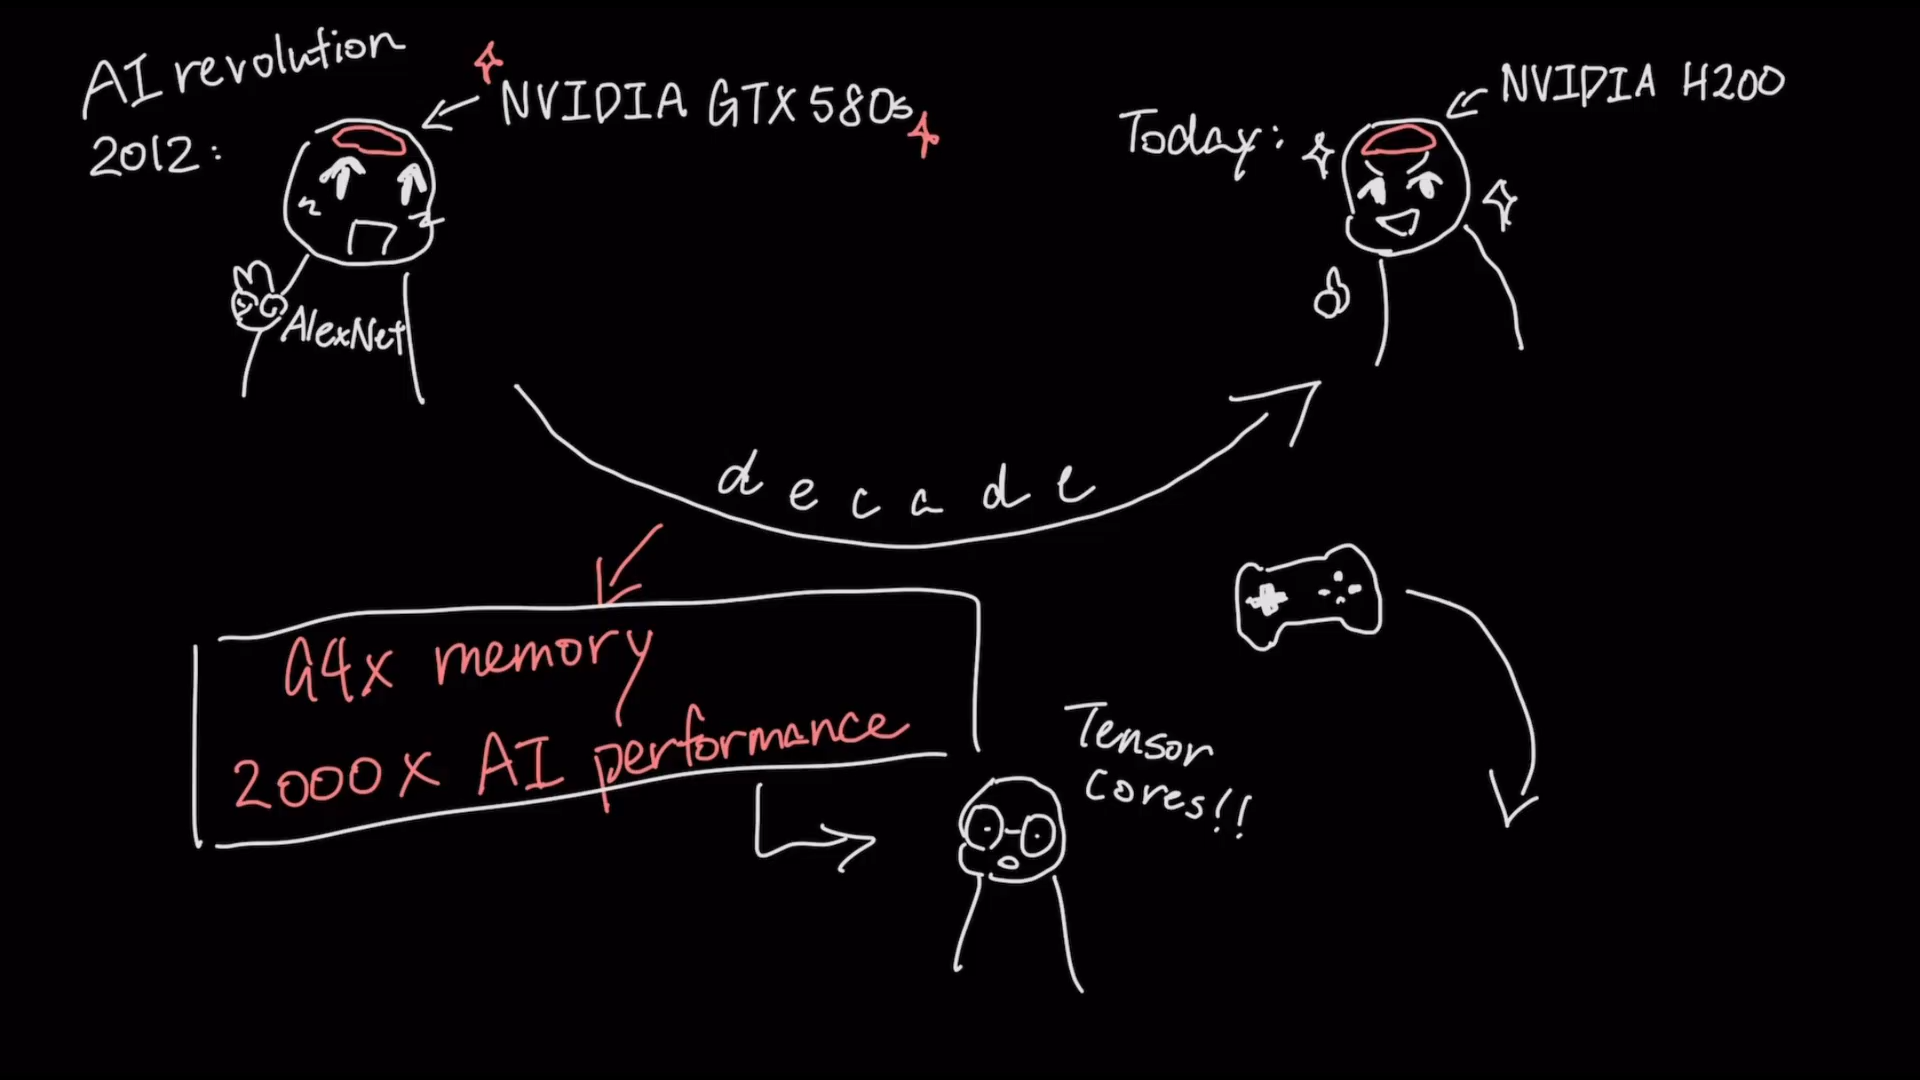 AI revolution
2012:
NVIDIA GTX 580s
AlexNet
Today:
NVIDIA H200
decade
94x memory
2000x AI performance
Tensor
cores!!